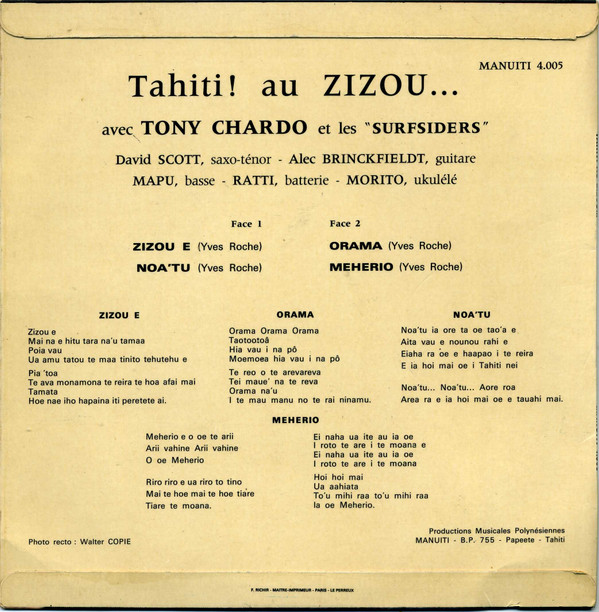 MANUITI 4.005
Tahiti! au ZIZOU...
avec TONY CHARDO et les "SURFSIDERS"
David SCOTT, saxo-ténor - Alec BRINCKFIELDT, guitare
MAPU, basse - RATTI, batterie - MORITO, ukulélé
Face 1
ZIZOU E (Yves Roche)
NOA'TU (Yves Roche)
Face 2
ORAMA (Yves Roche)
MEHERIO (Yves Roche)
ZIZOU E
Zizou e
Mai na e hitu tara na'u tamaa
Poia vau
Ua amu tatou te maa tinito tehutehu e
Pia 'toa
Te ava monamona te reira te hoa afai mai
Tamata
Hoe nae iho hapaina iti peretete ai.
ORAMA
Orama Orama Orama
Taotootoâ
Hia vau i na pô
Moemoea hia vau i na pô
Te reo o te arevareva
Tei maue' na te reva
Orama na'u
I te mau manu no te rai ninamu.
NOA'TU
Noa'tu ia ore ta oe tao'a e
Aita vau e nounou rahi e
Eiaha ra oe e haapao i te reira
E ia hoi mai oe i Tahiti nei
Noa'tu... Noa'tu... Aore roa
Area ra e ia hoi mai oe e tauahi mai.
MEHERIO
Meherio e o oe te arii
Arii vahine Arii vahine
O oe Meherio
Riro riro e ua riro to tino
Mai te hoe mai te hoe tiare
Tiare te moana.
Ei naha ua ite au ia oe
I roto te are i te moana e
Ei naha ua ite au ia oe
I roto te are i te moana
Hoi hoi mai
Ua aahiata
To'u mihi raa to'u mihi raa
Ia oe Meherio.
Photo recto : Walter COPIE
Productions Musicales Polynésiennes
MANUITI - B.P. 755 - Papeete - Tahiti
F. RICHIR - MAITRE-IMPRIMEUR - PARIS - LE PERREUX